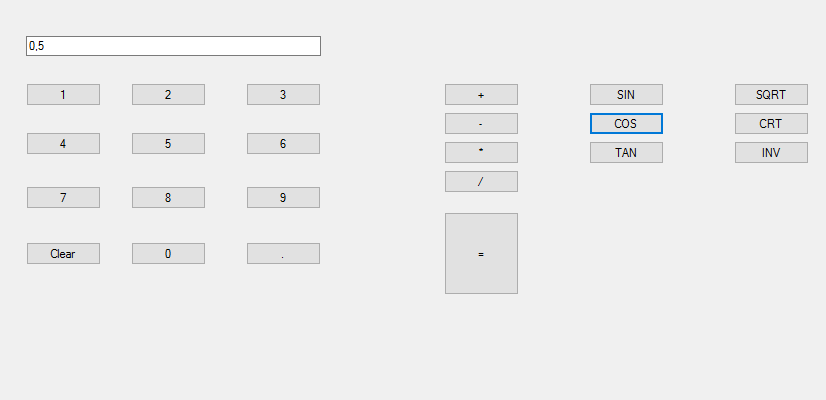 0,5
1 2 3 + SIN SQRT
4 5 6 - COS CRT
7 8 9 * TAN INV
/
Clear 0 . =